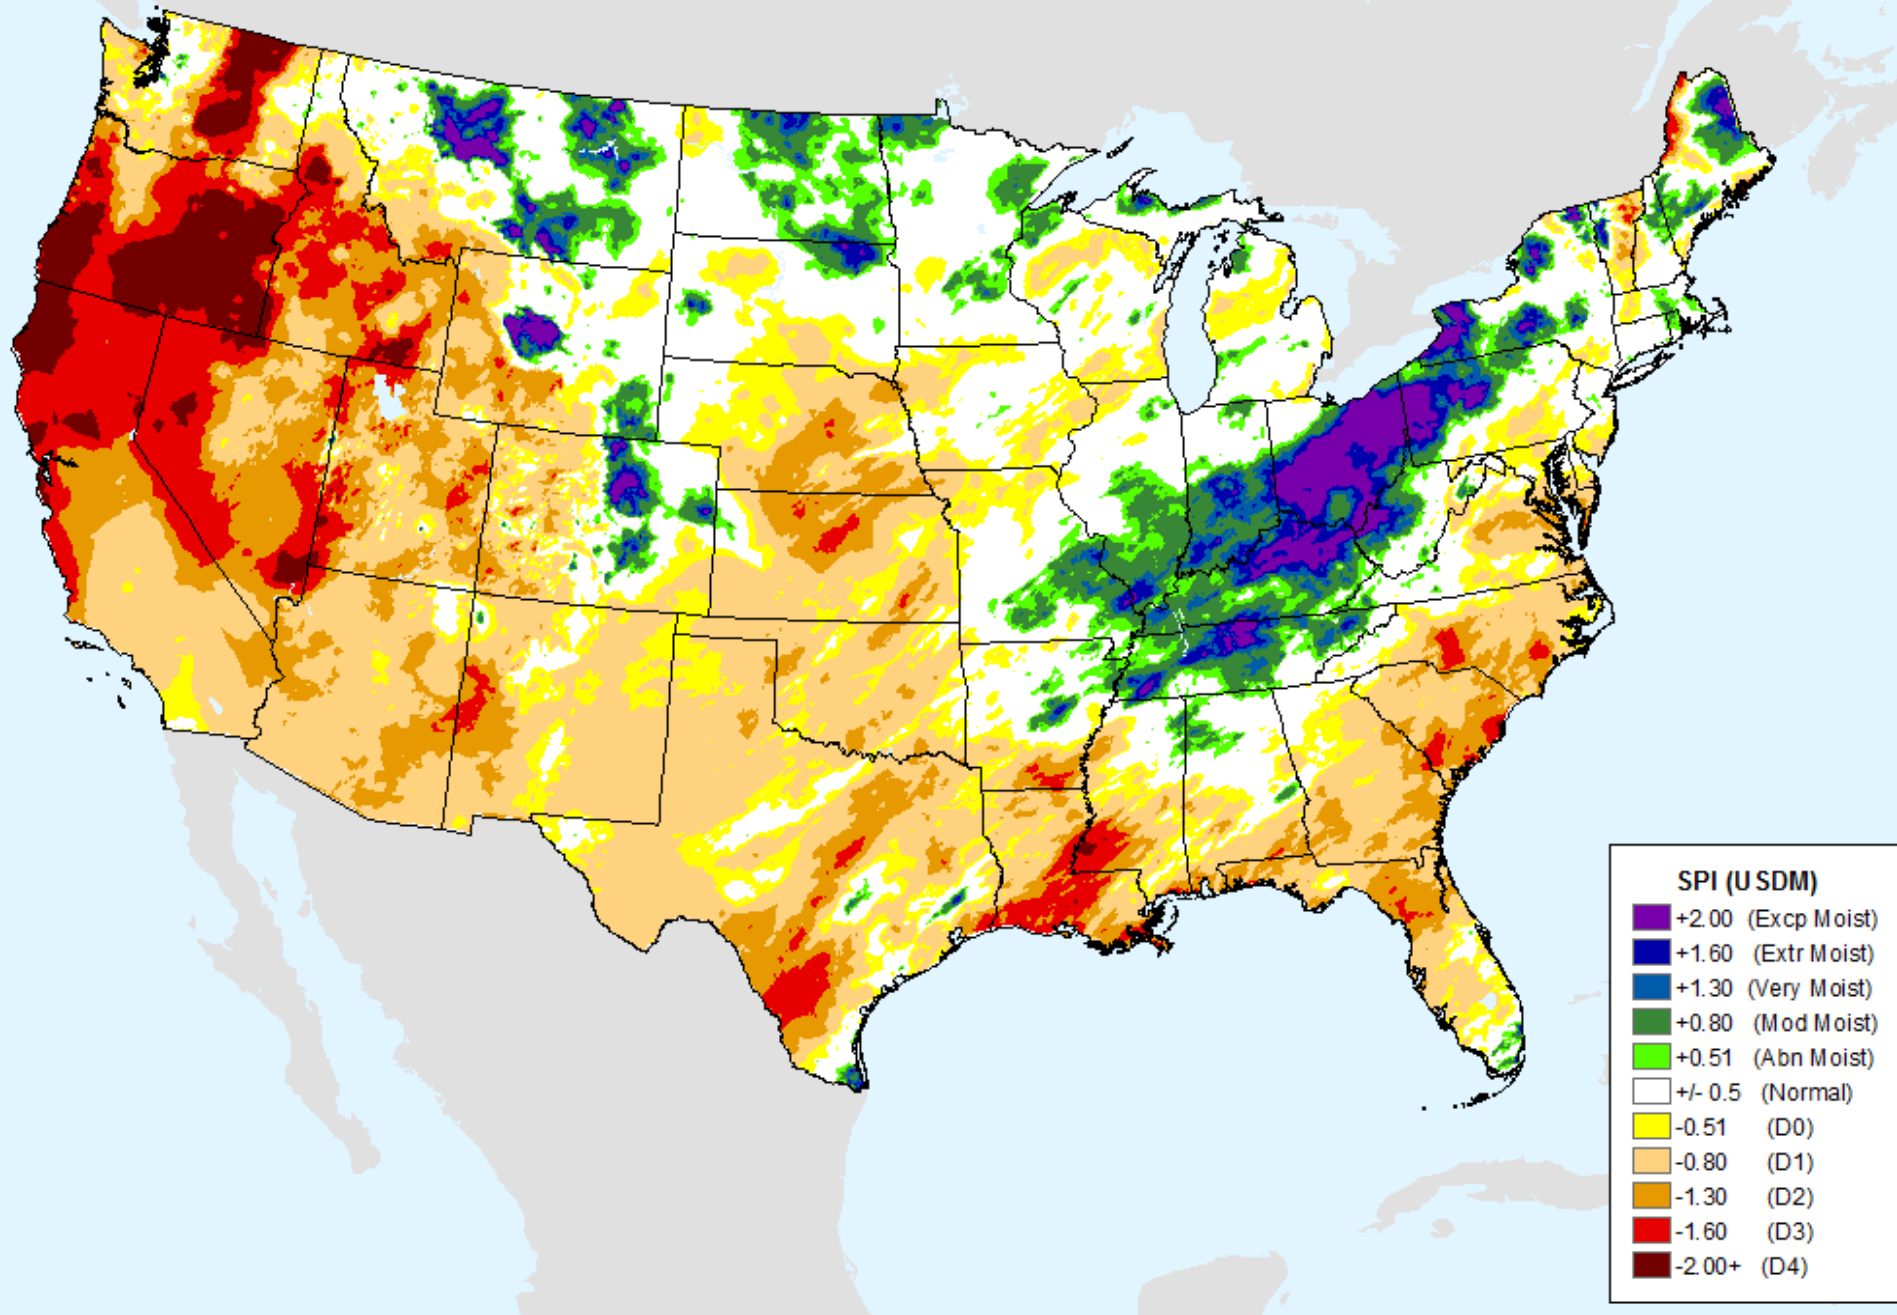 SPI (USDM)
+2.00 (Excp Moist)
+1.60 (Extr Moist)
+1.30 (Very Moist)
+0.80 (Mod Moist)
+0.51 (Abn Moist)
+/- 0.5 (Normal)
-0.51 (D0)
-0.80 (D1)
-1.30 (D2)
-1.60 (D3)
-2.00+ (D4)